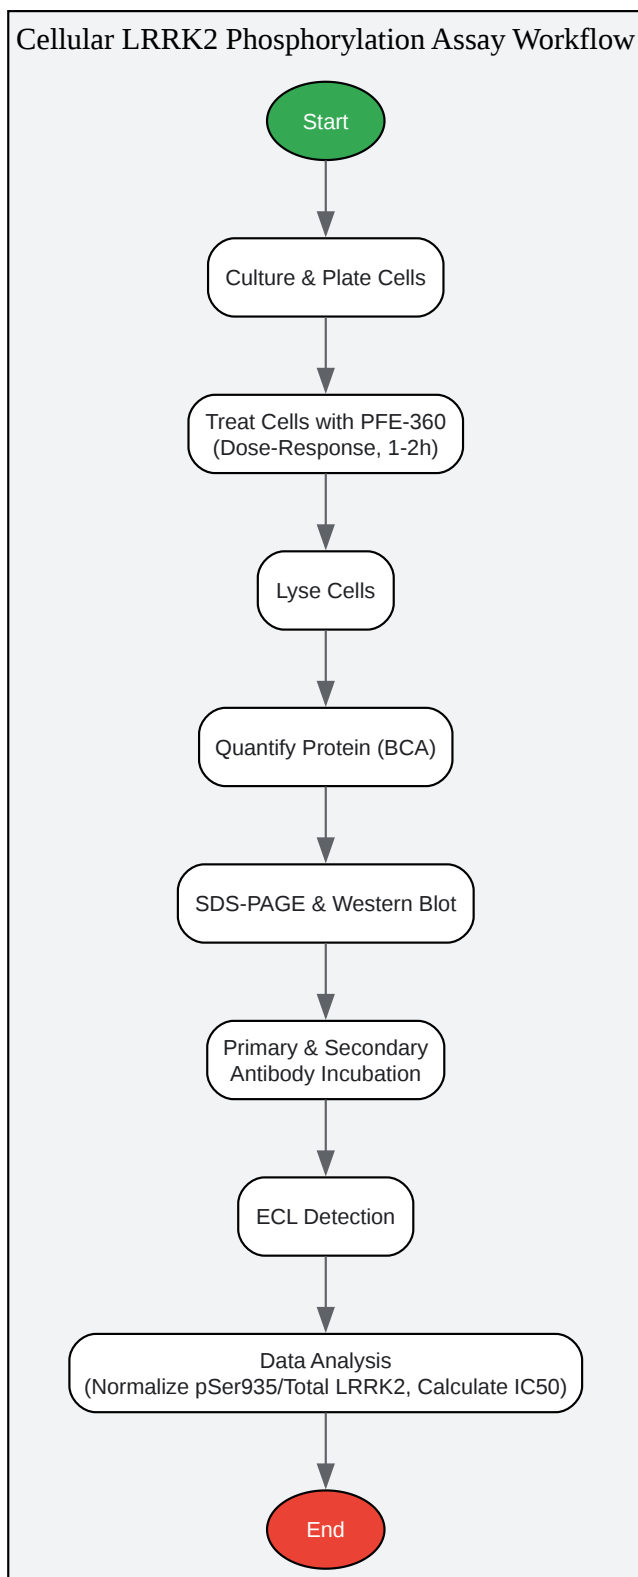 Cellular LRRK2 Phosphorylation Assay Workflow
Start
Culture & Plate Cells
Treat Cells with PFE-360
(Dose-Response, 1-2h)
Lyse Cells
Quantify Protein (BCA)
SDS-PAGE & Western Blot
Primary & Secondary
Antibody Incubation
ECL Detection
Data Analysis
(Normalize pSer935/Total LRRK2, Calculate IC50)
End